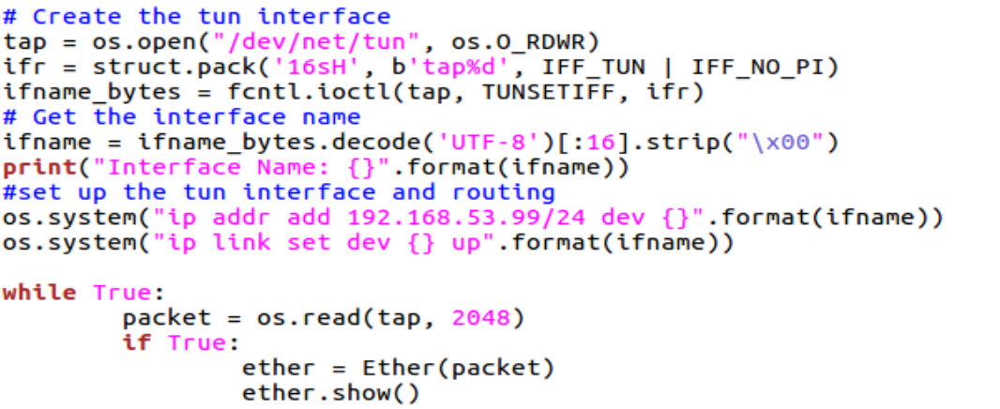 # Create the tun interface
tap = os.open("/dev/net/tun", os.O_RDWR)
ifr = struct.pack('16sH', b'tap%d', IFF_TUN | IFF_NO_PI)
ifname_bytes = fcntl.ioctl(tap, TUNSETIFF, ifr)
# Get the interface name
ifname = ifname_bytes.decode('UTF-8')[:16].strip("\x00")
print("Interface Name: {}".format(ifname))
#set up the tun interface and routing
os.system("ip addr add 192.168.53.99/24 dev {}".format(ifname))
os.system("ip link set dev {} up".format(ifname))

while True:
        packet = os.read(tap, 2048)
        if True:
                ether = Ether(packet)
                ether.show()